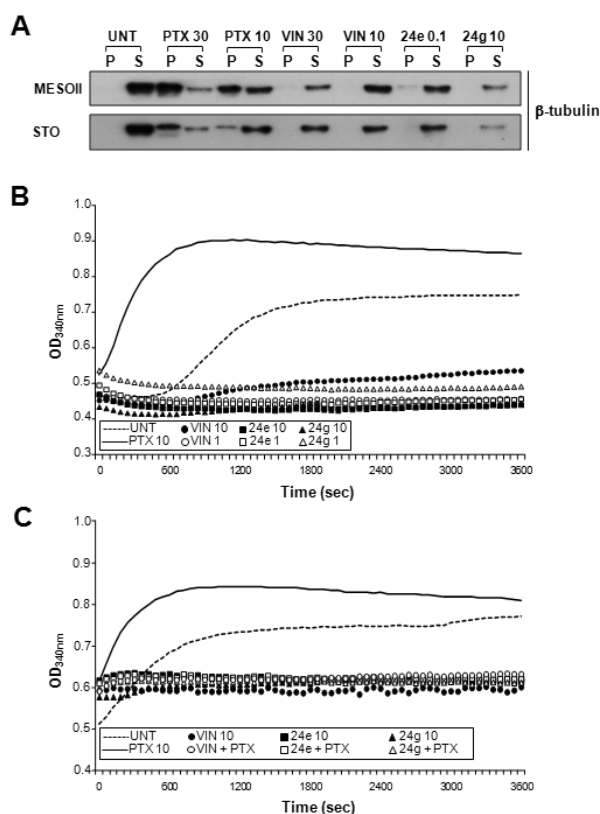 A
UNT PTX 30 PTX 10 VIN 30 VIN 10 24e 0.1 24g 10
P S P S P S P S P S P S P S
MESOII
STO
β-tubulin
B
1.0
0.9
0.8
0.7
0.6
0.5
0.4
0.3
OD340nm
UNT VIN 10 24e 10 24g 10
PTX 10 VIN 1 24e 1 24g 1
0 600 1200 1800 2400 3000 3600
Time (sec)
C
1.0
0.9
0.8
0.7
0.6
0.5
0.4
OD340nm
UNT VIN 10 24e 10 24g 10
PTX 10 VIN + PTX 24e + PTX 24g + PTX
0 600 1200 1800 2400 3000 3600
Time (sec)